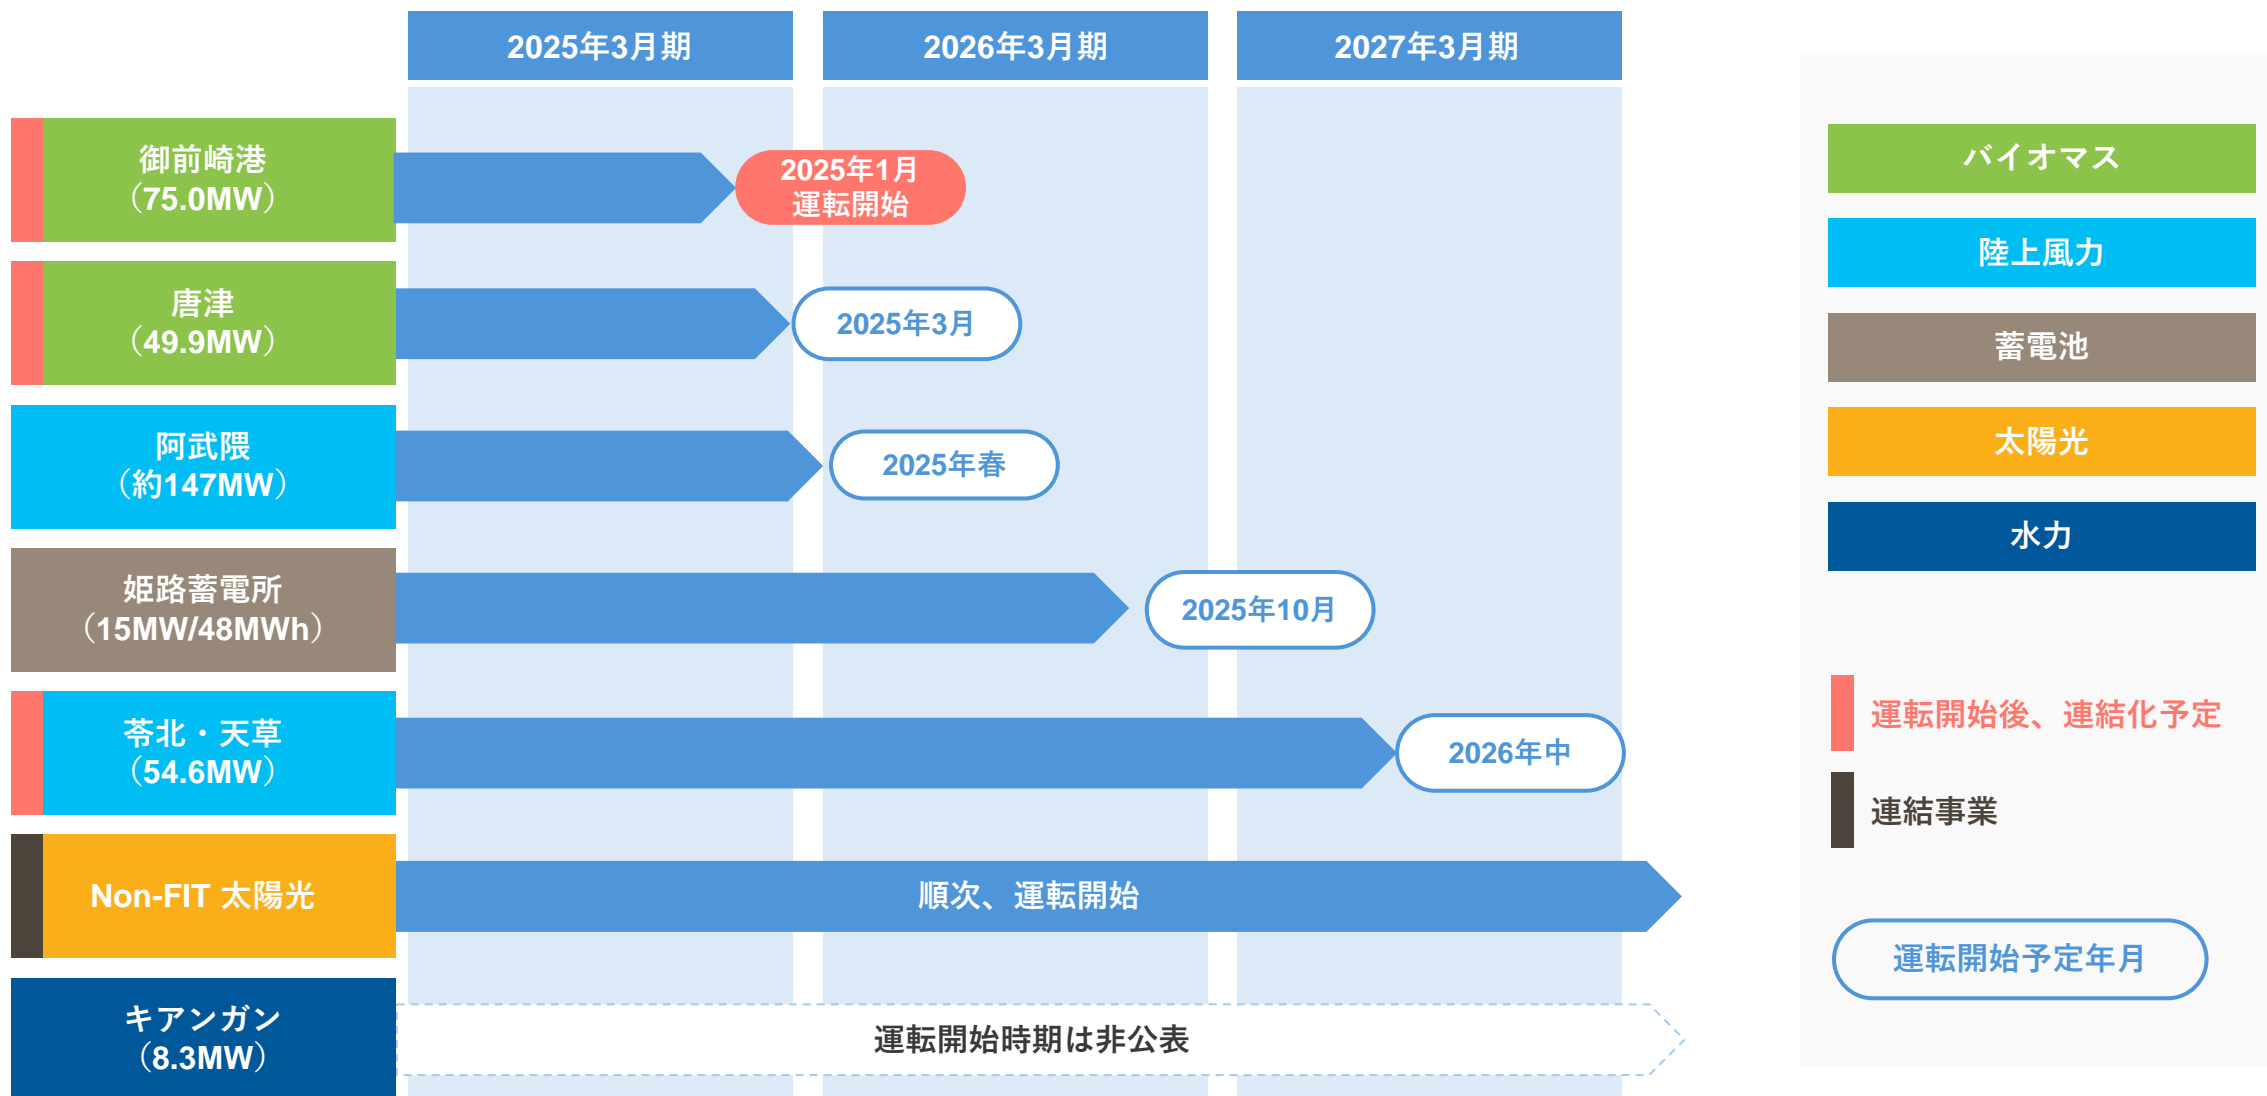 2025年3月期
2026年3月期
2027年3月期
御前崎港
（75.0MW）
2025年1月
運転開始
唐津
（49.9MW）
2025年3月
阿武隈
（約147MW）
2025年春
姫路蓄電所
（15MW/48MWh）
2025年10月
苓北・天草
（54.6MW）
2026年中
Non-FIT 太陽光
順次、運転開始
キアンガン
（8.3MW）
運転開始時期は非公表
バイオマス
陸上風力
蓄電池
太陽光
水力
運転開始後、連結化予定
連結事業
運転開始予定年月